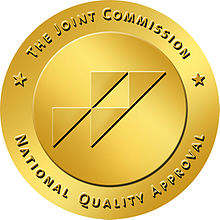 THE JOINT COMMISSION
NATIONAL QUALITY APPROVAL